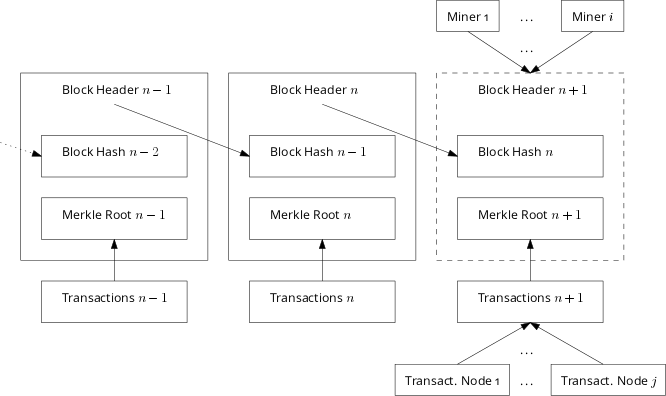 Miner 1 ... Miner i
...
Block Header n − 1 Block Header n Block Header n + 1
Block Hash n − 2 Block Hash n − 1 Block Hash n
Merkle Root n − 1 Merkle Root n Merkle Root n + 1
Transactions n − 1 Transactions n Transactions n + 1
...
Transact. Node 1 ... Transact. Node j